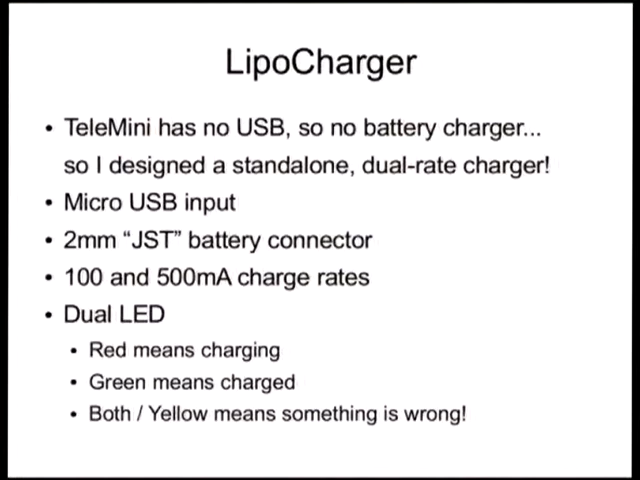 LipoCharger
• TeleMini has no USB, so no battery charger...
so I designed a standalone, dual-rate charger!
• Micro USB input
• 2mm “JST” battery connector
• 100 and 500mA charge rates
• Dual LED
• Red means charging
• Green means charged
• Both / Yellow means something is wrong!